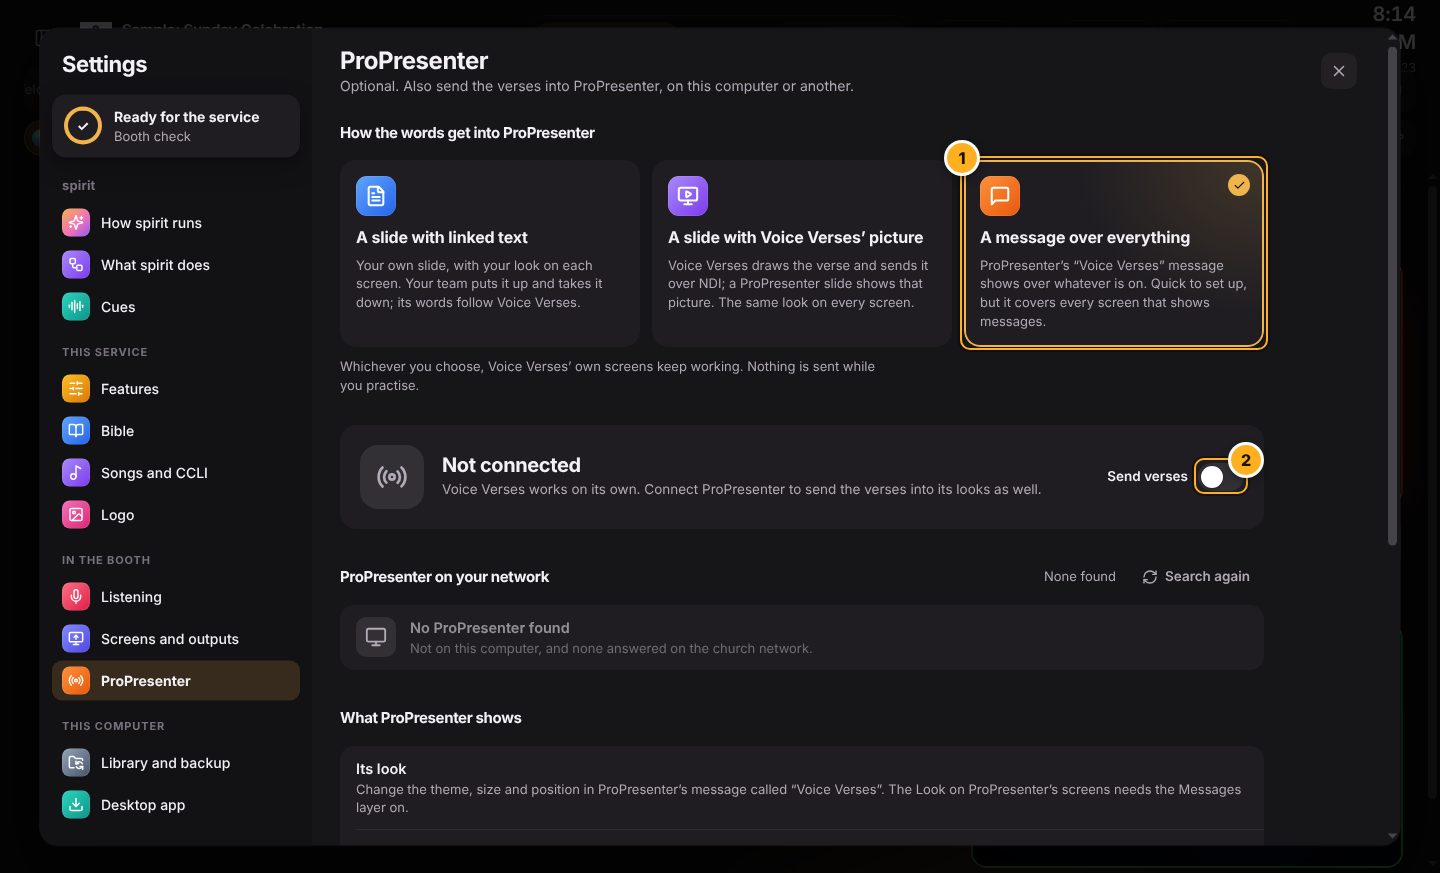 Sample: Sunday Celebration
8:14
M
Settings
Ready for the service
Booth check
spirit
How spirit runs
What spirit does
Cues
THIS SERVICE
Features
Bible
Songs and CCLI
Logo
IN THE BOOTH
Listening
Screens and outputs
ProPresenter
THIS COMPUTER
Library and backup
Desktop app
ProPresenter
Optional. Also send the verses into ProPresenter, on this computer or another.
How the words get into ProPresenter
A slide with linked text
Your own slide, with your look on each
screen. Your team puts it up and takes it
down; its words follow Voice Verses.
A slide with Voice Verses’ picture
Voice Verses draws the verse and sends it
over NDI; a ProPresenter slide shows that
picture. The same look on every screen.
1
A message over everything
ProPresenter’s “Voice Verses” message
shows over whatever is on. Quick to set up,
but it covers every screen that shows
messages.
Whichever you choose, Voice Verses’ own screens keep working. Nothing is sent while
you practise.
Not connected
Voice Verses works on its own. Connect ProPresenter to send the verses into its looks as well.
Send verses
2
ProPresenter on your network
None found
Search again
No ProPresenter found
Not on this computer, and none answered on the church network.
What ProPresenter shows
Its look
Change the theme, size and position in ProPresenter’s message called “Voice Verses”. The Look on ProPresenter’s screens needs the Messages
layer on.